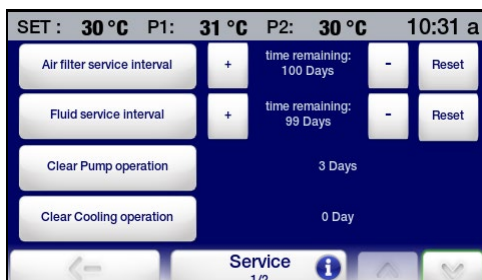 SET : 30 °C P1: 31 °C P2: 30 °C 10:31 a
Air filter service interval + time remaining: 100 Days - Reset
Fluid service interval + time remaining: 99 Days - Reset
Clear Pump operation 3 Days
Clear Cooling operation 0 Day
Service
1/2